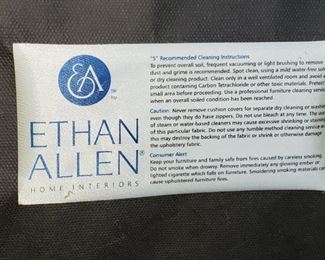 EA
TM
ETHAN
ALLEN®
HOME INTERIORS
"S" Recommended Cleaning Instructions
To prevent overall soil, frequent vacuuming or light brushing to remove
dust and grime is recommended. Spot clean, using a mild water-free solv
or dry cleaning product. Clean only in a well ventilated room and avoid
product containing Carbon Tetrachloride or other toxic materials. Pretest
small area before proceeding. Use a professional furniture cleaning servi
when an overall soiled condition has been reached.
Caution: Never remove cushion covers for separate dry cleaning or washin
even though they do have zippers. Do not use bleach at any time. The use
of steam or water-based cleaners may cause excessive shrinking or stainin
of this particular fabric. Do not use any tumble method cleaning service
this may destroy the backing of the fabric or shrink or otherwise damage
the upholstery fabric.
Consumer Alert
Keep your furniture and family safe from fires caused by careless smoking.
Do not smoke when drowsy. Remove immediately any glowing ember or
lighted cigarette which falls on furniture. Smoldering smoking materials ca
cause upholstered furniture fires.